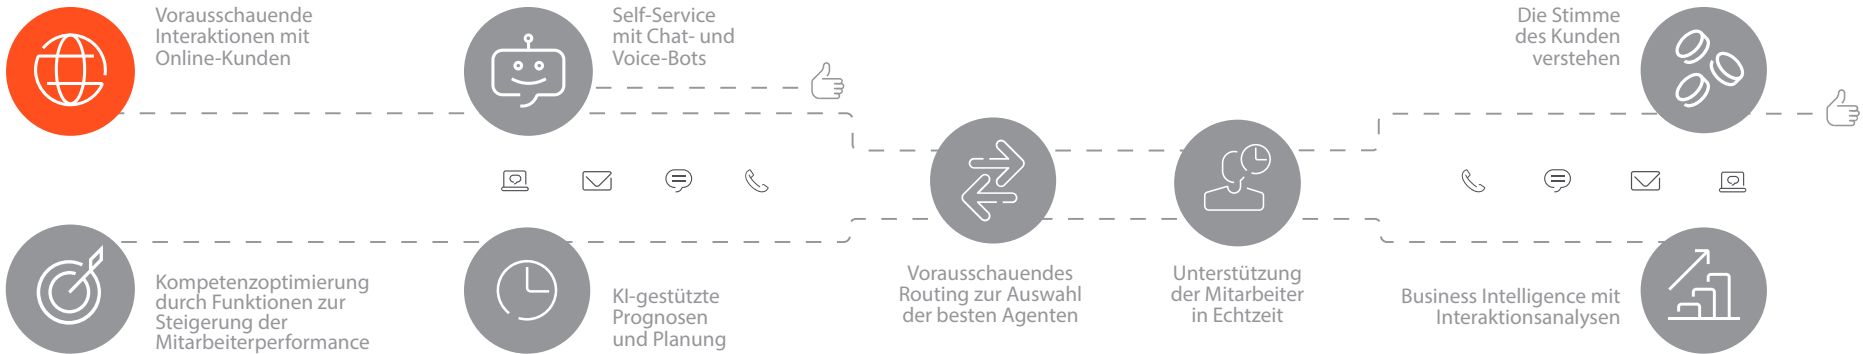 Vorausschauende
Interaktionen mit
Online-Kunden
Self-Service
mit Chat- und
Voice-Bots
Die Stimme
des Kunden
verstehen
Kompetenzoptimierung
durch Funktionen zur
Steigerung der
Mitarbeiterperformance
KI-gestützte
Prognosen
und Planung
Vorausschauendes
Routing zur Auswahl
der besten Agenten
Unterstützung
der Mitarbeiter
in Echtzeit
Business Intelligence mit
Interaktionsanalysen